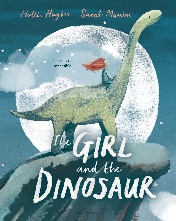 Hollie Hughes Sarah Massini
The
GIRL
and the
DINOSAUR